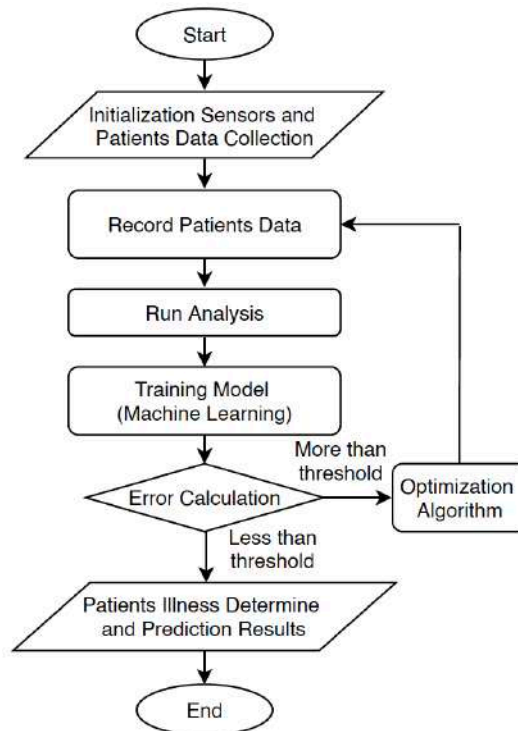 Start
Initialization Sensors and
Patients Data Collection
Record Patients Data
Run Analysis
Training Model
(Machine Learning)
More than
threshold
Error Calculation
Optimization
Algorithm
Less than
threshold
Patients Illness Determine
and Prediction Results
End